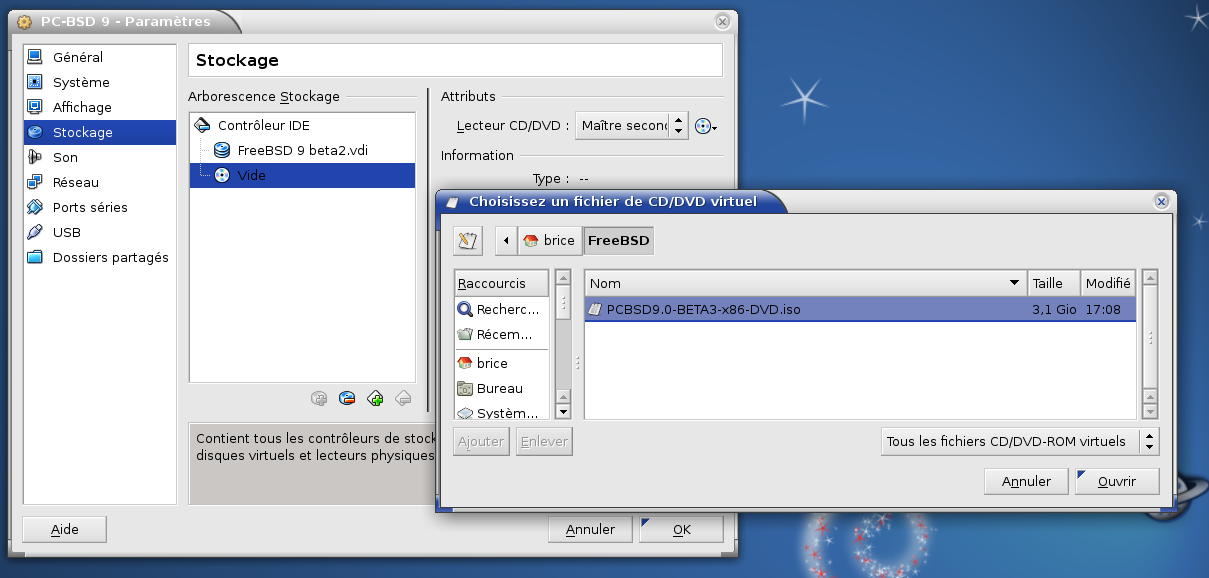 PC-BSD 9 - Paramètres
Général
Système
Affichage
Stockage
Son
Réseau
Ports séries
USB
Dossiers partagés
Stockage
Arborescence Stockage
Contrôleur IDE
FreeBSD 9 beta2.vdi
Vide
Attributs
Lecteur CD/DVD :
Maître second
Information
Type : --
Contient tous les contrôleurs de stock
disques virtuels et lecteurs physiques
Aide
Annuler
OK
Choisissez un fichier de CD/DVD virtuel
brice
FreeBSD
Raccourcis
Recherc...
Récem...
brice
Bureau
Systèm...
Nom
Taille
Modifié
PCBSD9.0-BETA3-x86-DVD.iso
3,1 Gio
17:08
Ajouter
Enlever
Tous les fichiers CD/DVD-ROM virtuels
Annuler
Ouvrir